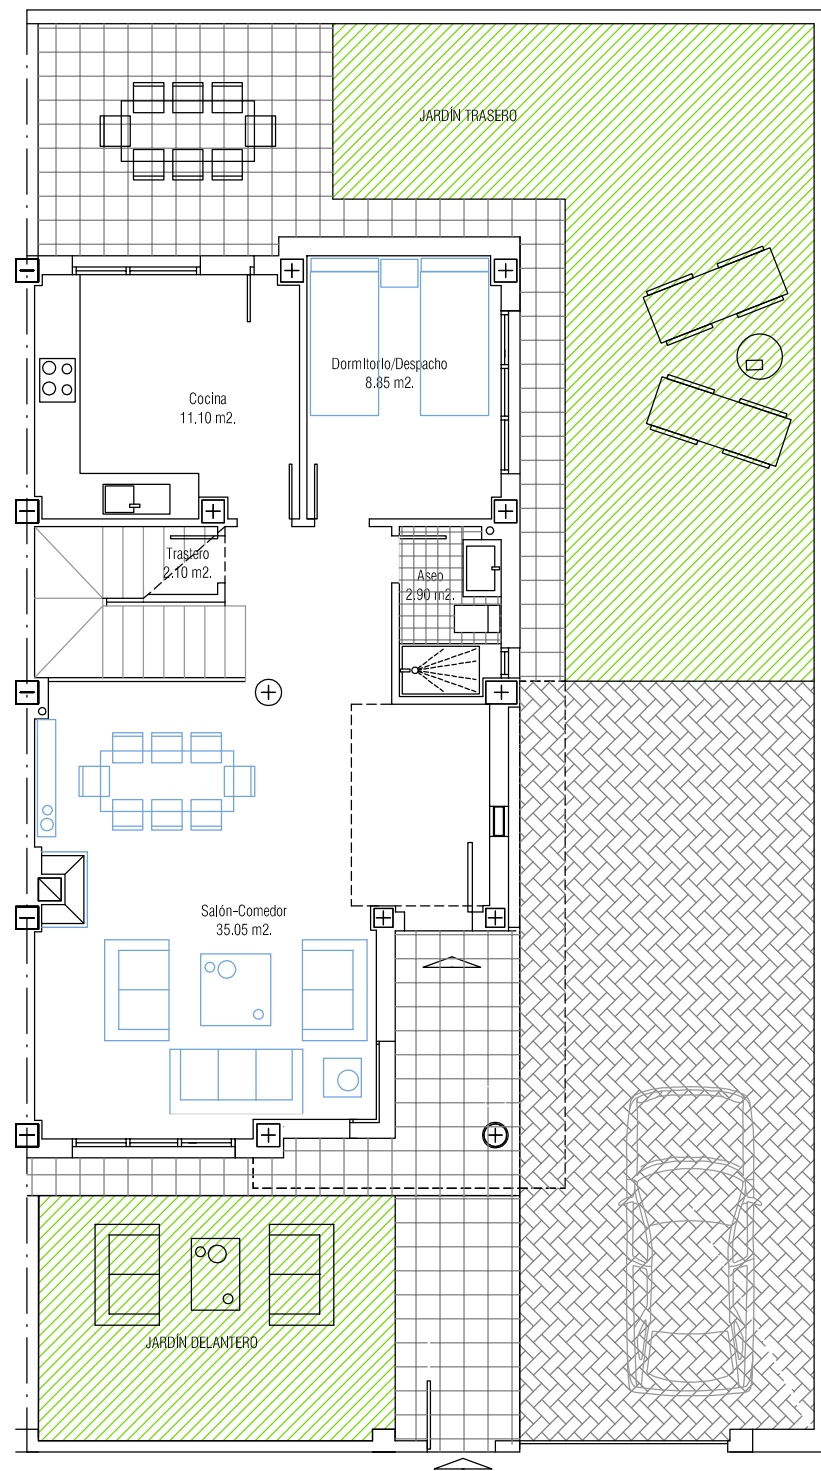 JARDÍN TRASERO
Dormitorio/Despacho
8.85 m2.
Cocina
11.10 m2.
Trastero
2.10 m2.
Aseo
2.90 m2.
Salón-Comedor
35.05 m2.
JARDÍN DELANTERO